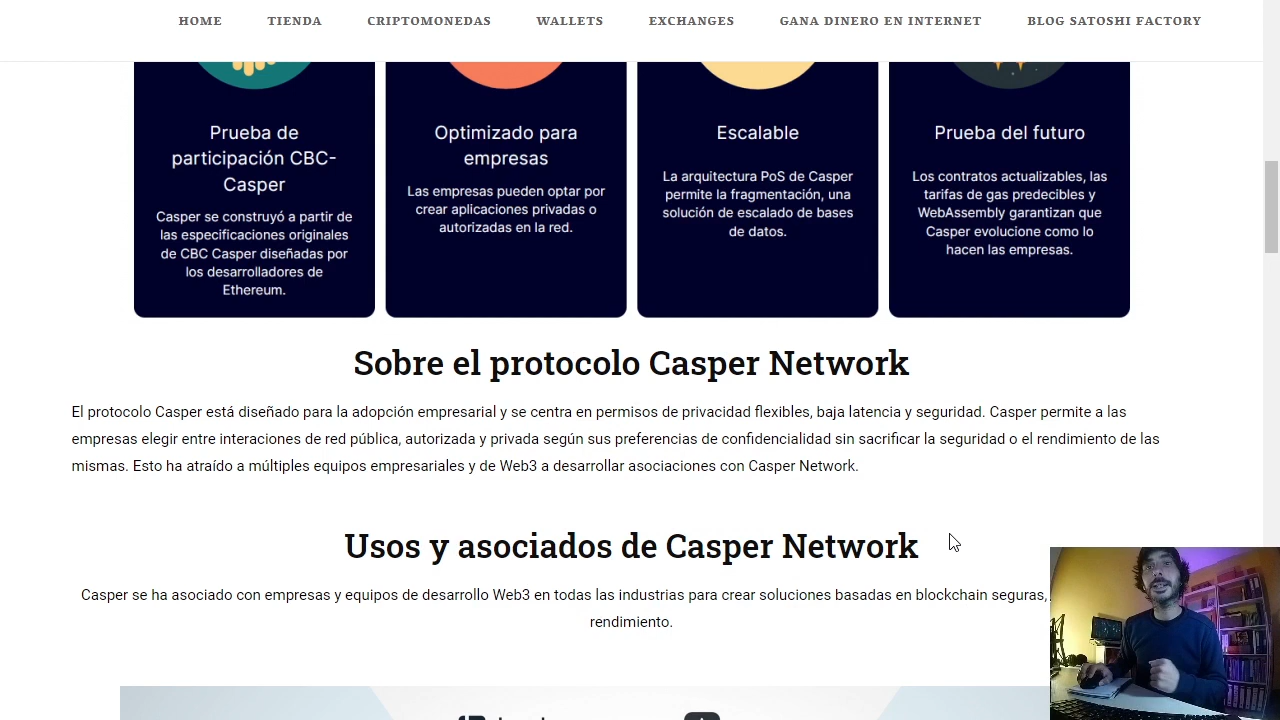 HOME TIENDA CRIPTOMONEDAS WALLETS EXCHANGES GANA DINERO EN INTERNET BLOG SATOSHI FACTORY
Prueba de
participación CBC-
Casper
Casper se construyó a partir de
las especificaciones originales
de CBC Casper diseñadas por
los desarrolladores de
Ethereum.
Optimizado para
empresas
Las empresas pueden optar por
crear aplicaciones privadas o
autorizadas en la red.
Escalable
La arquitectura PoS de Casper
permite la fragmentación, una
solución de escalado de bases
de datos.
Prueba del futuro
Los contratos actualizables, las
tarifas de gas predecibles y
WebAssembly garantizan que
Casper evolucione como lo
hacen las empresas.
Sobre el protocolo Casper Network
El protocolo Casper está diseñado para la adopción empresarial y se centra en permisos de privacidad flexibles, baja latencia y seguridad. Casper permite a las
empresas elegir entre interaciones de red pública, autorizada y privada según sus preferencias de confidencialidad sin sacrificar la seguridad o el rendimiento de las
mismas. Esto ha atraído a múltiples equipos empresariales y de Web3 a desarrollar asociaciones con Casper Network.
Usos y asociados de Casper Network
Casper se ha asociado con empresas y equipos de desarrollo Web3 en todas las industrias para crear soluciones basadas en blockchain seguras,
rendimiento.